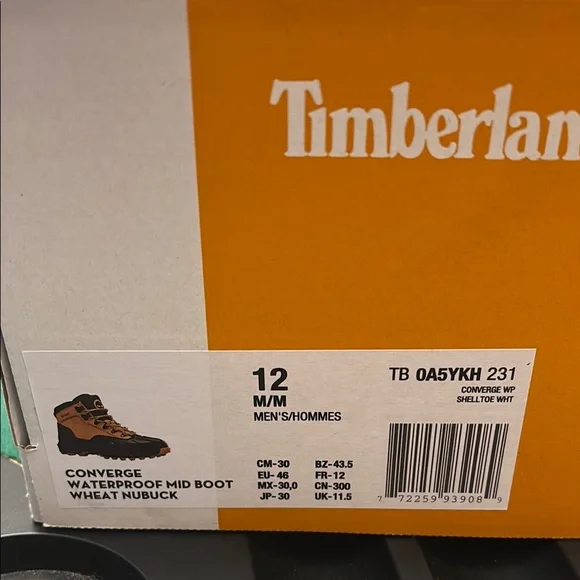 Timberlan
12
M/M
MEN'S/HOMMES
TB 0A5YKH 231
CONVERGE WP
SHELLTOE WHT
CONVERGE
WATERPROOF MID BOOT
WHEAT NUBUCK
CM-30 BZ-43.5
EU- 46 FR-12
MX-30,0 CN-300
JP- 30 UK-11.5
7 72259 93908 9